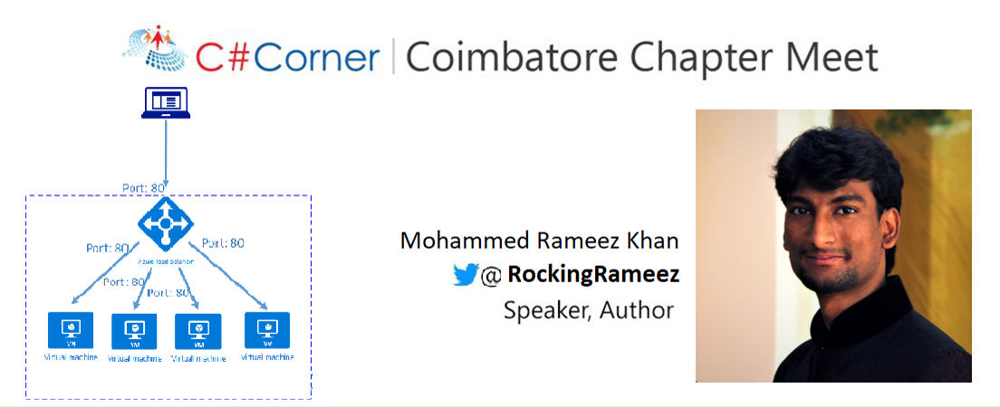 C#Corner | Coimbatore Chapter Meet
Port: 80
Port: 80
Port: 80
Azure load balancer
Port: 80
Port: 80
Mohammed Rameez Khan
@ RockingRameez
Speaker, Author
VM
VM
VM
VM
Virtual machine
Virtual machine
Virtual machine
Virtual machine